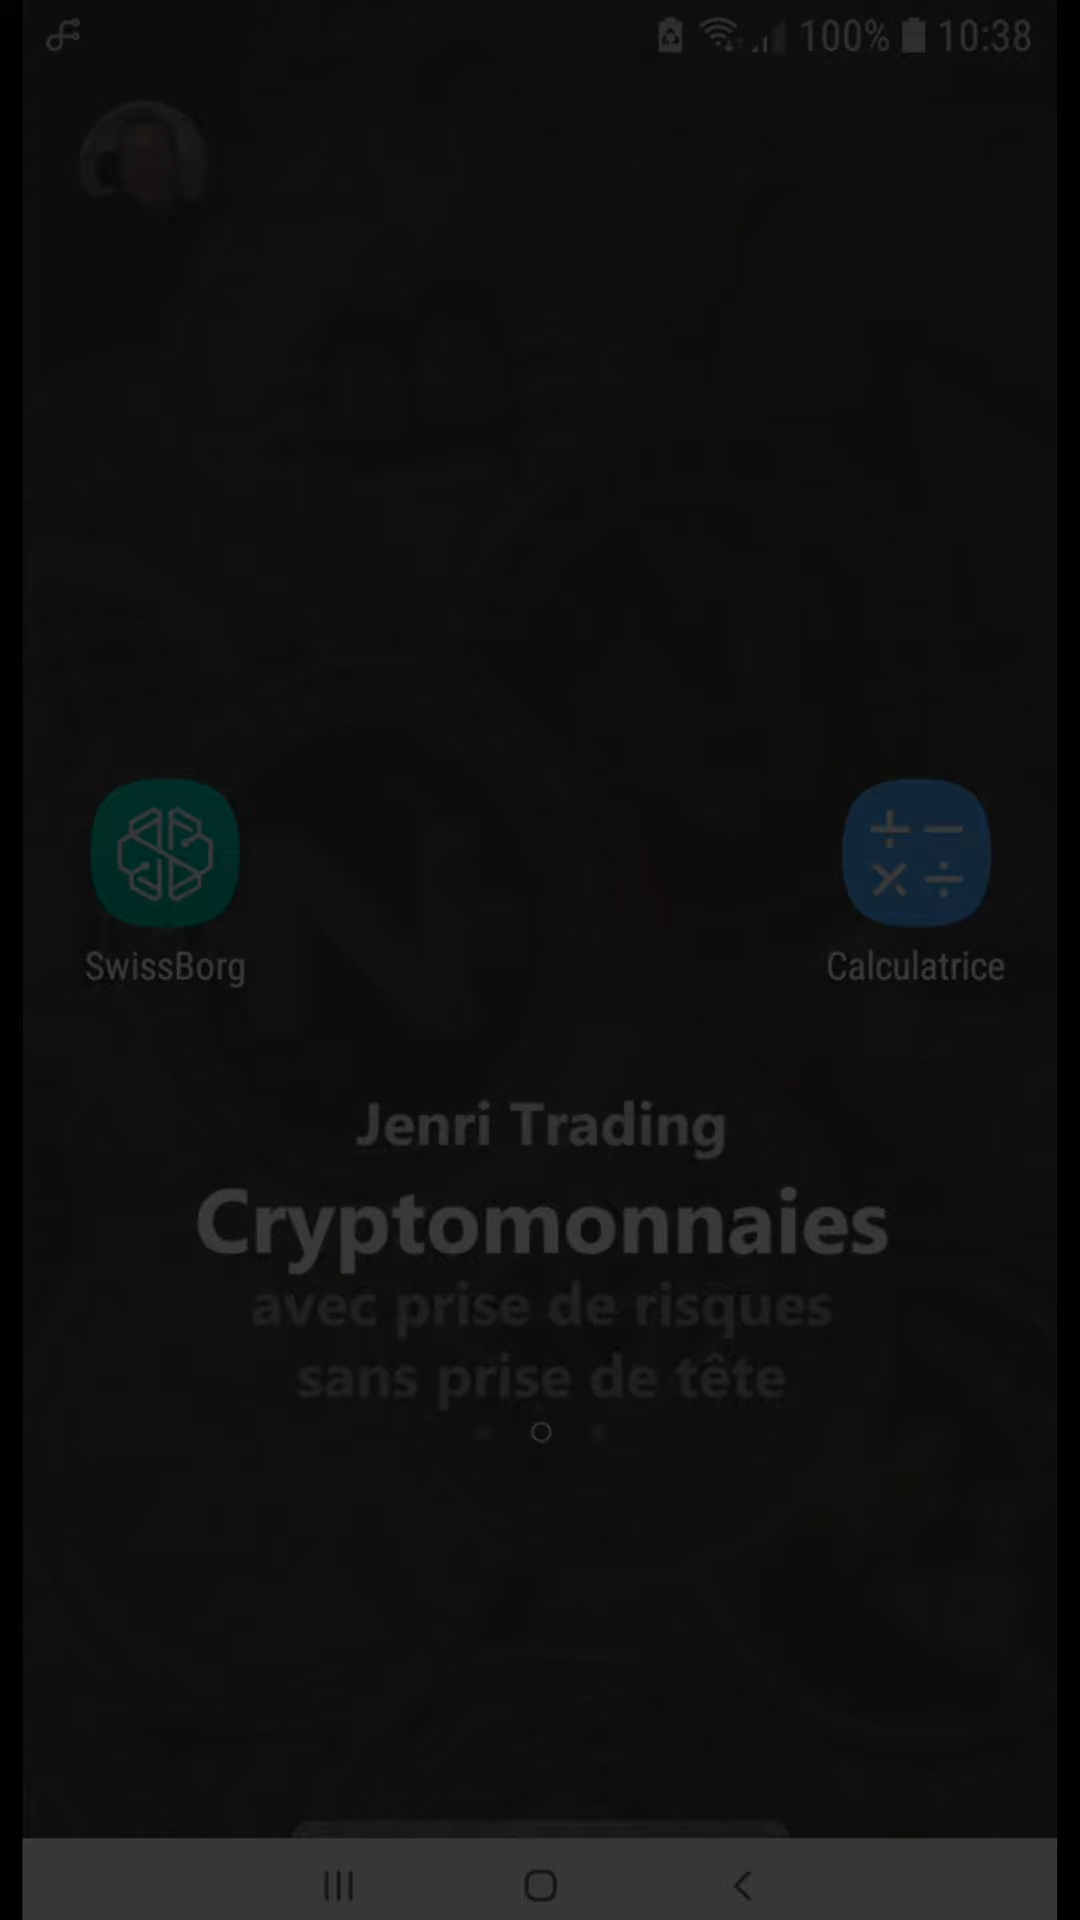 100% 10:38
SwissBorg
Calculatrice
Jenri Trading
Cryptomonnaies
avec prise de risques
sans prise de tête